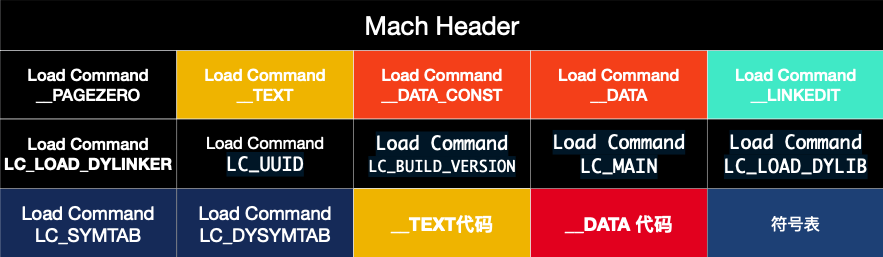 Mach Header
Load Command
__PAGEZERO
Load Command
__TEXT
Load Command
__DATA_CONST
Load Command
__DATA
Load Command
__LINKEDIT
Load Command
LC_LOAD_DYLINKER
Load Command
LC_UUID
Load Command
LC_BUILD_VERSION
Load Command
LC_MAIN
Load Command
LC_LOAD_DYLIB
Load Command
LC_SYMTAB
Load Command
LC_DYSYMTAB
__TEXT代码
__DATA 代码
符号表